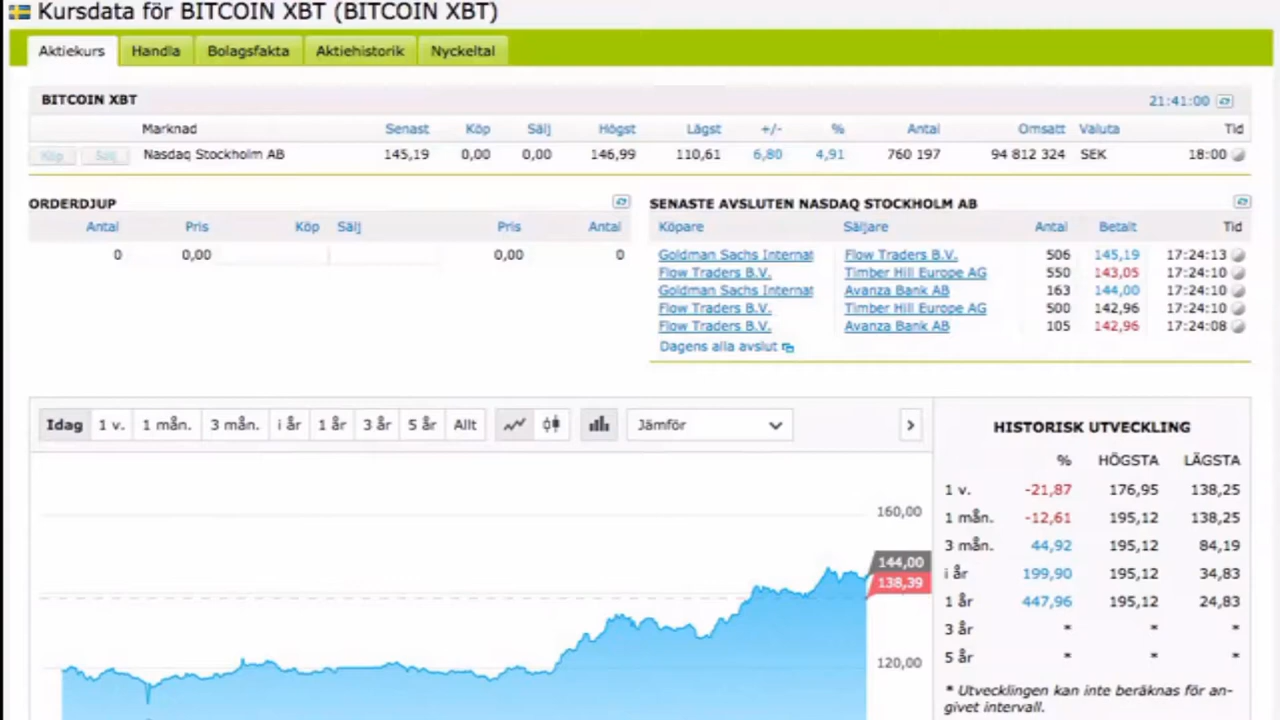 Kursdata för BITCOIN XBT (BITCOIN XBT)
Aktiekurs Handla Bolagsfakta Aktiehistorik Nyckeltal
BITCOIN XBT 21:41:00
Marknad Senast Köp Sälj Högst Lägst +/- % Antal Omsatt Valuta Tid
Köp Sälj Nasdaq Stockholm AB 145,19 0,00 0,00 146,99 110,61 6,80 4,91 760 197 94 812 324 SEK 18:00
ORDERDJUP
Antal Pris Köp Sälj Pris Antal
0 0,00 0,00 0
SENASTE AVSLUTEN NASDAQ STOCKHOLM AB
Köpare Säljare Antal Betalt Tid
Goldman Sachs Internat Flow Traders B.V. 506 145,19 17:24:13
Flow Traders B.V. Timber Hill Europe AG 550 143,05 17:24:10
Goldman Sachs Internat Avanza Bank AB 163 144,00 17:24:10
Flow Traders B.V. Timber Hill Europe AG 500 142,96 17:24:10
Flow Traders B.V. Avanza Bank AB 105 142,96 17:24:08
Dagens alla avslut
Idag 1 v. 1 mån. 3 mån. i år 1 år 3 år 5 år Allt Jämför
160,00
144,00
138,39
120,00
HISTORISK UTVECKLING
% HÖGSTA LÄGSTA
1 v. -21,87 176,95 138,25
1 mån. -12,61 195,12 138,25
3 mån. 44,92 195,12 84,19
i år 199,90 195,12 34,83
1 år 447,96 195,12 24,83
3 år * * *
5 år * * *
* Utvecklingen kan inte beräknas för an-
givet intervall.